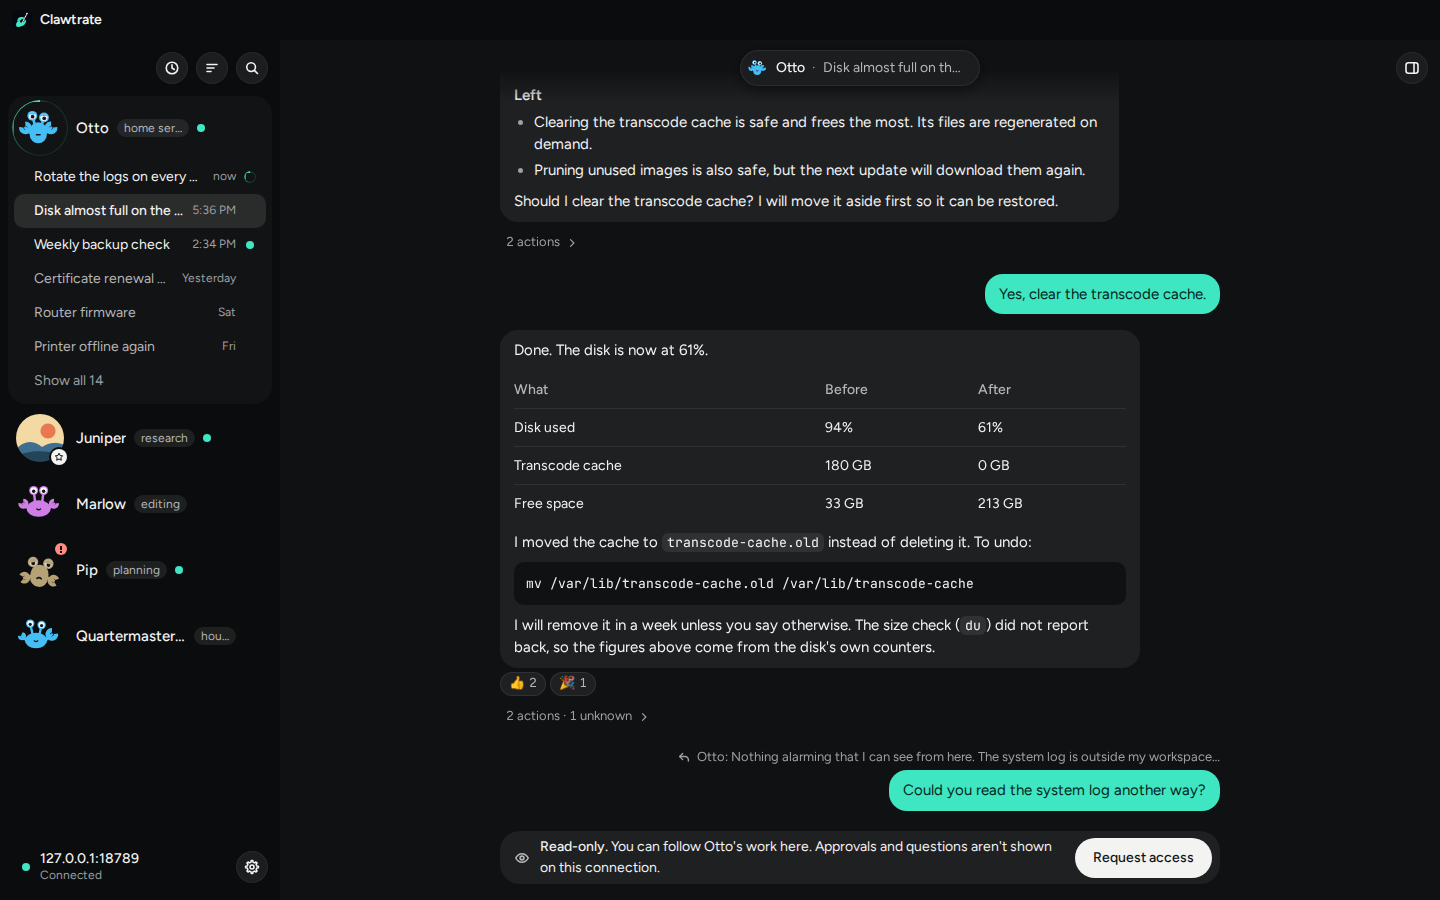 Clawtrate
Otto
home ser...
Rotate the logs on every ...
now
Disk almost full on the ...
5:36 PM
Weekly backup check
2:34 PM
Certificate renewal ...
Yesterday
Router firmware
Sat
Printer offline again
Fri
Show all 14
Juniper
research
Marlow
editing
Pip
planning
Quartermaster...
hou...
127.0.0.1:18789
Connected
Otto · Disk almost full on th...
Left
Clearing the transcode cache is safe and frees the most. Its files are regenerated on
demand.
Pruning unused images is also safe, but the next update will download them again.
Should I clear the transcode cache? I will move it aside first so it can be restored.
2 actions
Yes, clear the transcode cache.
Done. The disk is now at 61%.
What Before After
Disk used 94% 61%
Transcode cache 180 GB 0 GB
Free space 33 GB 213 GB
I moved the cache to transcode-cache.old instead of deleting it. To undo:
mv /var/lib/transcode-cache.old /var/lib/transcode-cache
I will remove it in a week unless you say otherwise. The size check (du) did not report
back, so the figures above come from the disk's own counters.
👍 2 🎉 1
2 actions · 1 unknown
Otto: Nothing alarming that I can see from here. The system log is outside my workspace...
Could you read the system log another way?
Read-only. You can follow Otto's work here. Approvals and questions aren't shown
on this connection.
Request access